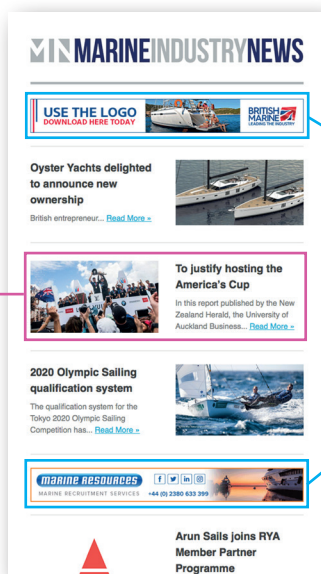 MIN MARINEINDUSTRYNEWS
USE THE LOGO
DOWNLOAD HERE TODAY
BRITISH
MARINE
LEADING THE INDUSTRY
Oyster Yachts delighted
to announce new
ownership
British entrepreneur... Read More »
To justify hosting the
America's Cup
In this report published by the New
Zealand Herald, the University of
Auckland Business... Read More »
2020 Olympic Sailing
qualification system
The qualification system for the
Tokyo 2020 Olympic Sailing
Competition has... Read More »
MARINE RESOURCES
MARINE RECRUITMENT SERVICES
+44 (0) 2380 633 399
Arun Sails joins RYA
Member Partner
Programme